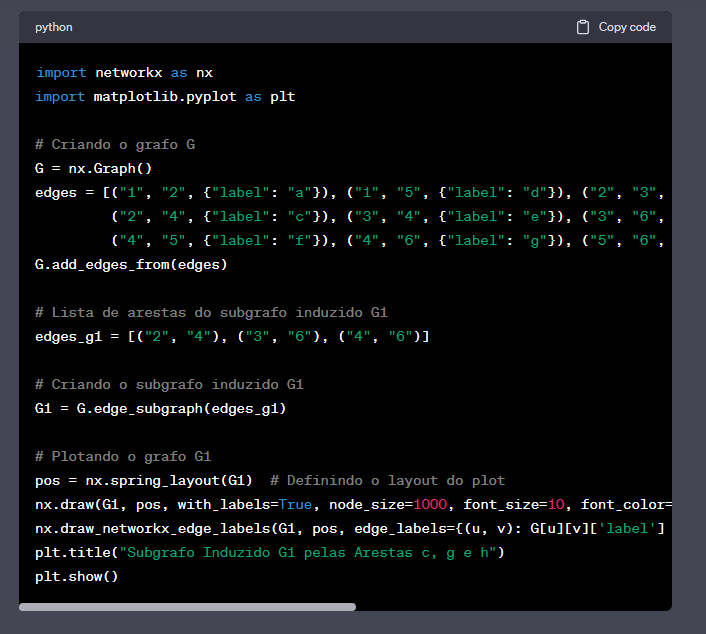 python
Copy code
import networkx as nx
import matplotlib.pyplot as plt
# Criando o grafo G
G = nx.Graph()
edges = [("1", "2", {"label": "a"}), ("1", "5", {"label": "d"}), ("2", "3",
("2", "4", {"label": "c"}), ("3", "4", {"label": "e"}), ("3", "6",
("4", "5", {"label": "f"}), ("4", "6", {"label": "g"}), ("5", "6",
G.add_edges_from(edges)
# Lista de arestas do subgrafo induzido G1
edges_g1 = [("2", "4"), ("3", "6"), ("4", "6")]
# Criando o subgrafo induzido G1
G1 = G.edge_subgraph(edges_g1)
# Plotando o grafo G1
pos = nx.spring_layout(G1)  # Definindo o layout do plot
nx.draw(G1, pos, with_labels=True, node_size=1000, font_size=10, font_color=
nx.draw_networkx_edge_labels(G1, pos, edge_labels={(u, v): G[u][v]['label']
plt.title("Subgrafo Induzido G1 pelas Arestas c, g e h")
plt.show()